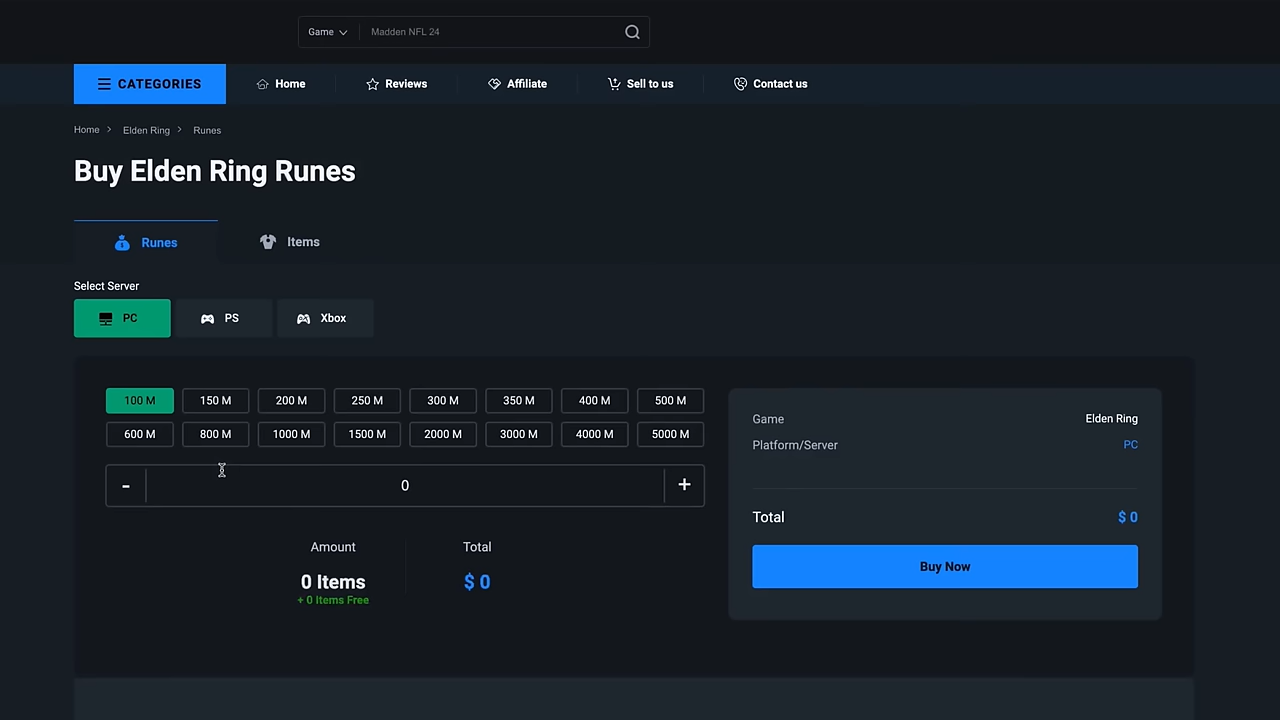 Game
Madden NFL 24
CATEGORIES
Home
Reviews
Affiliate
Sell to us
Contact us
Home > Elden Ring > Runes
Buy Elden Ring Runes
Runes
Items
Select Server
PC
PS
Xbox
100 M 150 M 200 M 250 M 300 M 350 M 400 M 500 M
600 M 800 M 1000 M 1500 M 2000 M 3000 M 4000 M 5000 M
- 0 +
Amount
0 Items
+ 0 Items Free
Total
$ 0
Game Elden Ring
Platform/Server PC
Total $ 0
Buy Now